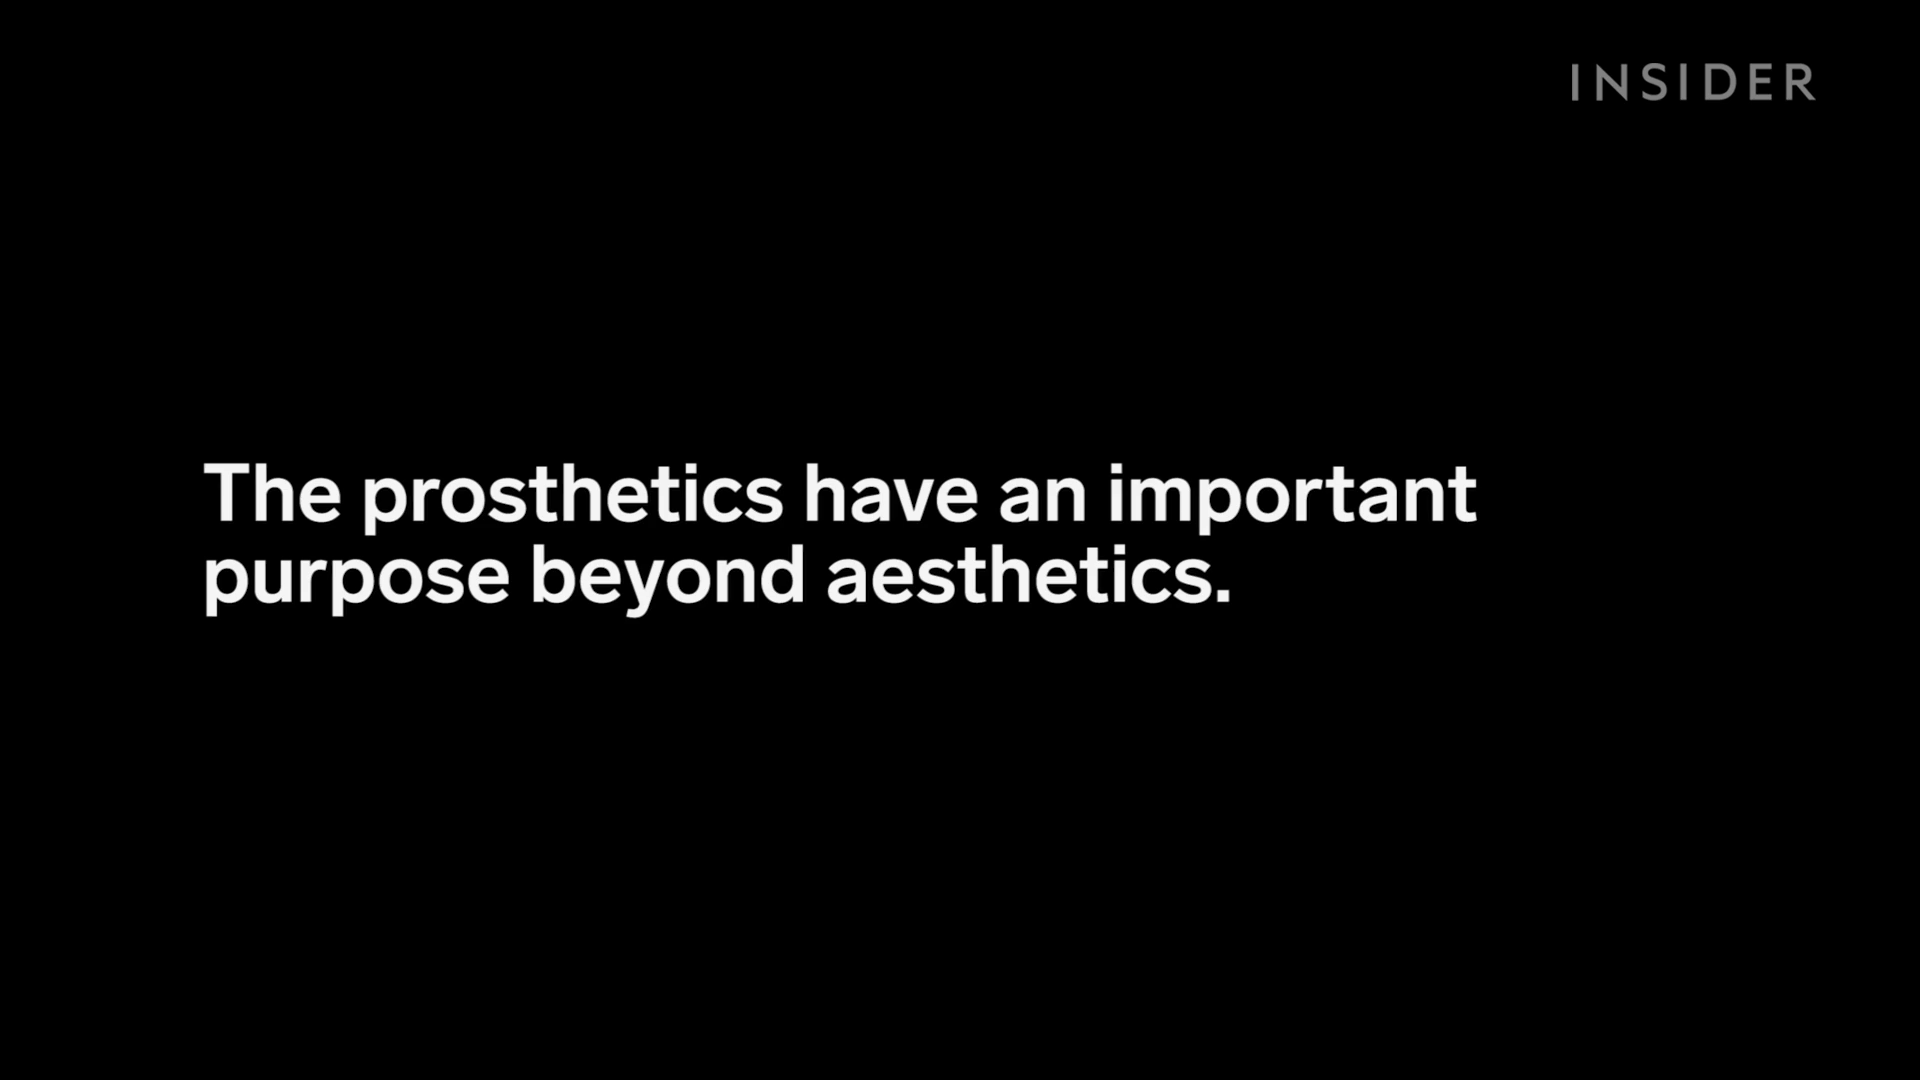 INSIDER
The prosthetics have an important
purpose beyond aesthetics.